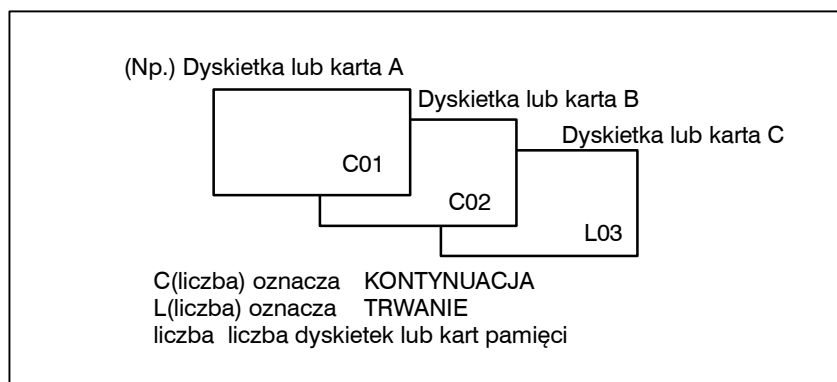 (Np.) Dyskietka lub karta A
Dyskietka lub karta B
Dyskietka lub karta C
C01
C02
L03
C(liczba) oznacza KONTYNUACJA
L(liczba) oznacza TRWANIE
liczba liczba dyskietek lub kart pamięci